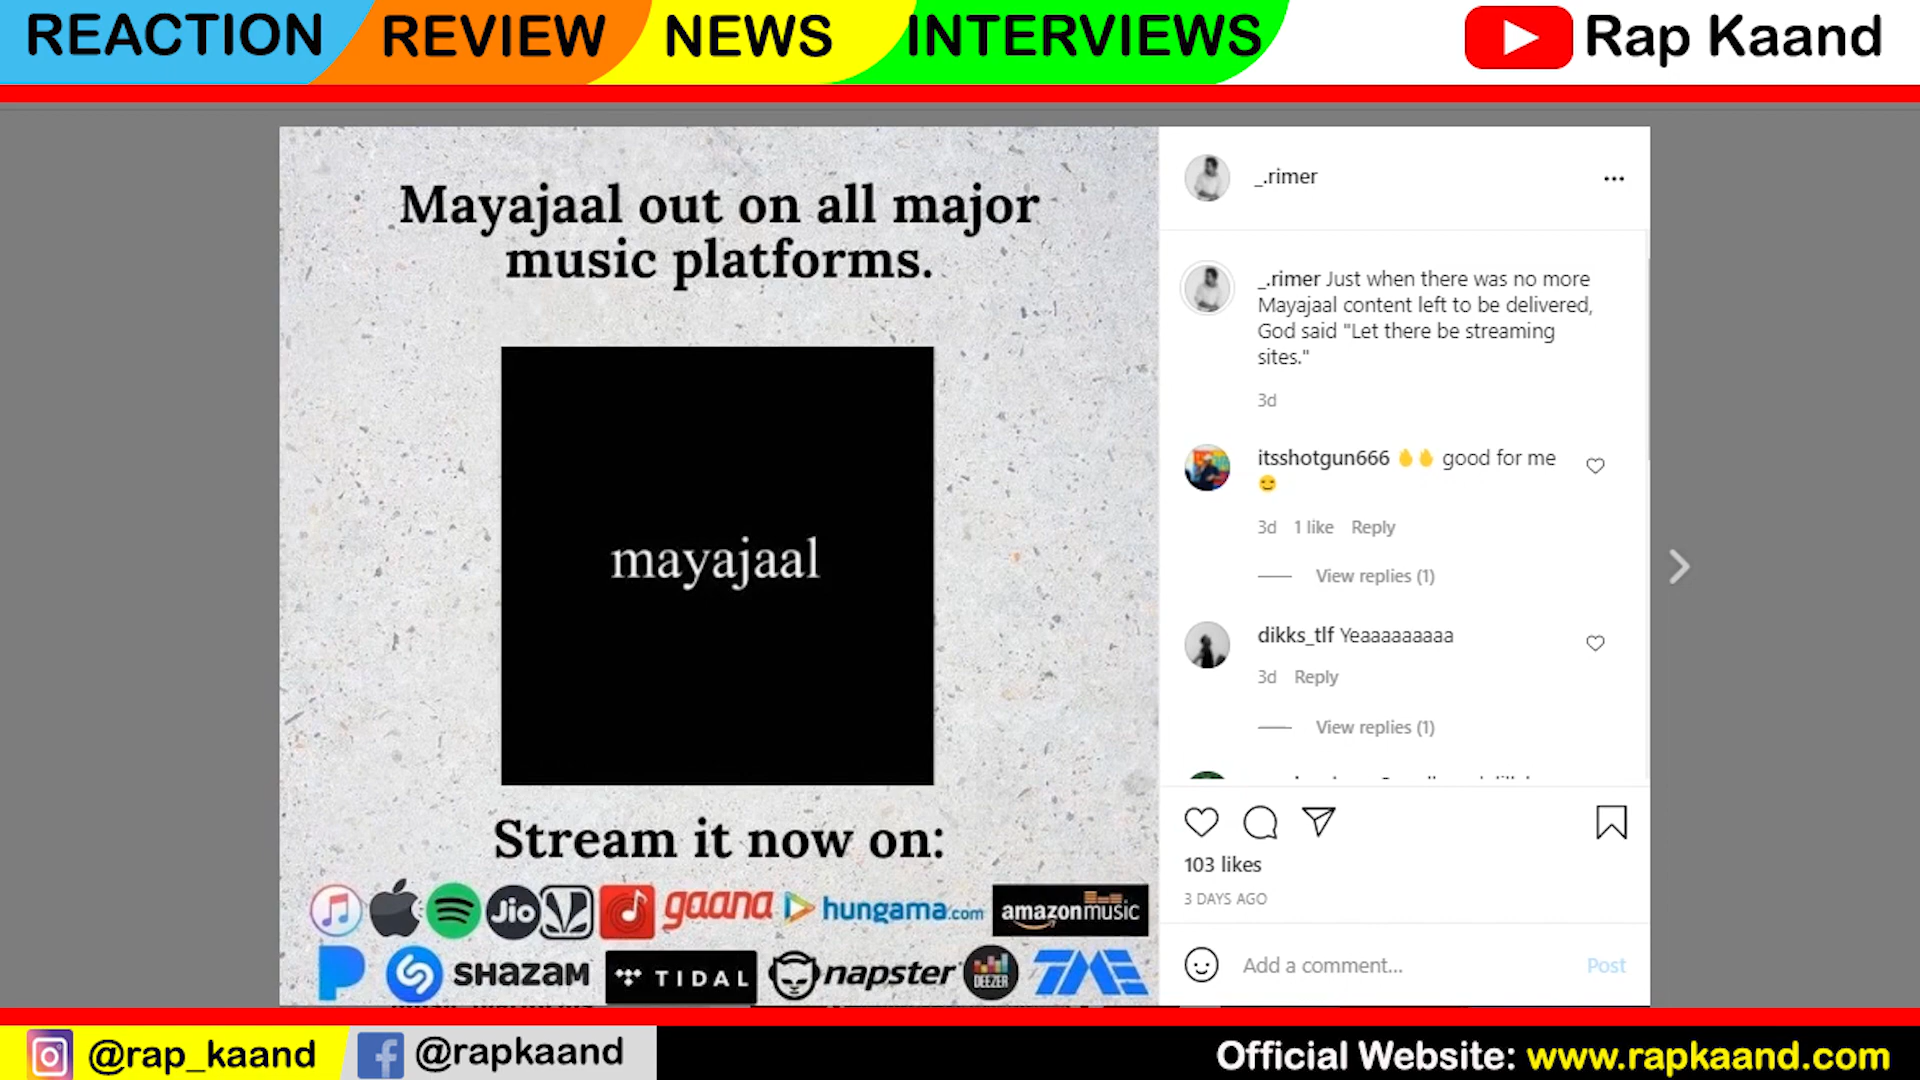 REACTION REVIEW NEWS INTERVIEWS Rap Kaand
Mayajaal out on all major
music platforms.
mayajaal
Stream it now on:
Jio gaana hungama.com amazonmusic
SHAZAM TIDAL napster DEEZER
_.rimer
_.rimer Just when there was no more
Mayajaal content left to be delivered,
God said "Let there be streaming
sites."
3d
itsshotgun666 🔥🔥 good for me
😏
3d 1 like Reply
View replies (1)
dikks_tlf Yeaaaaaaaaa
3d Reply
View replies (1)
103 likes
3 DAYS AGO
Add a comment... Post
@rap_kaand @rapkaand Official Website: www.rapkaand.com